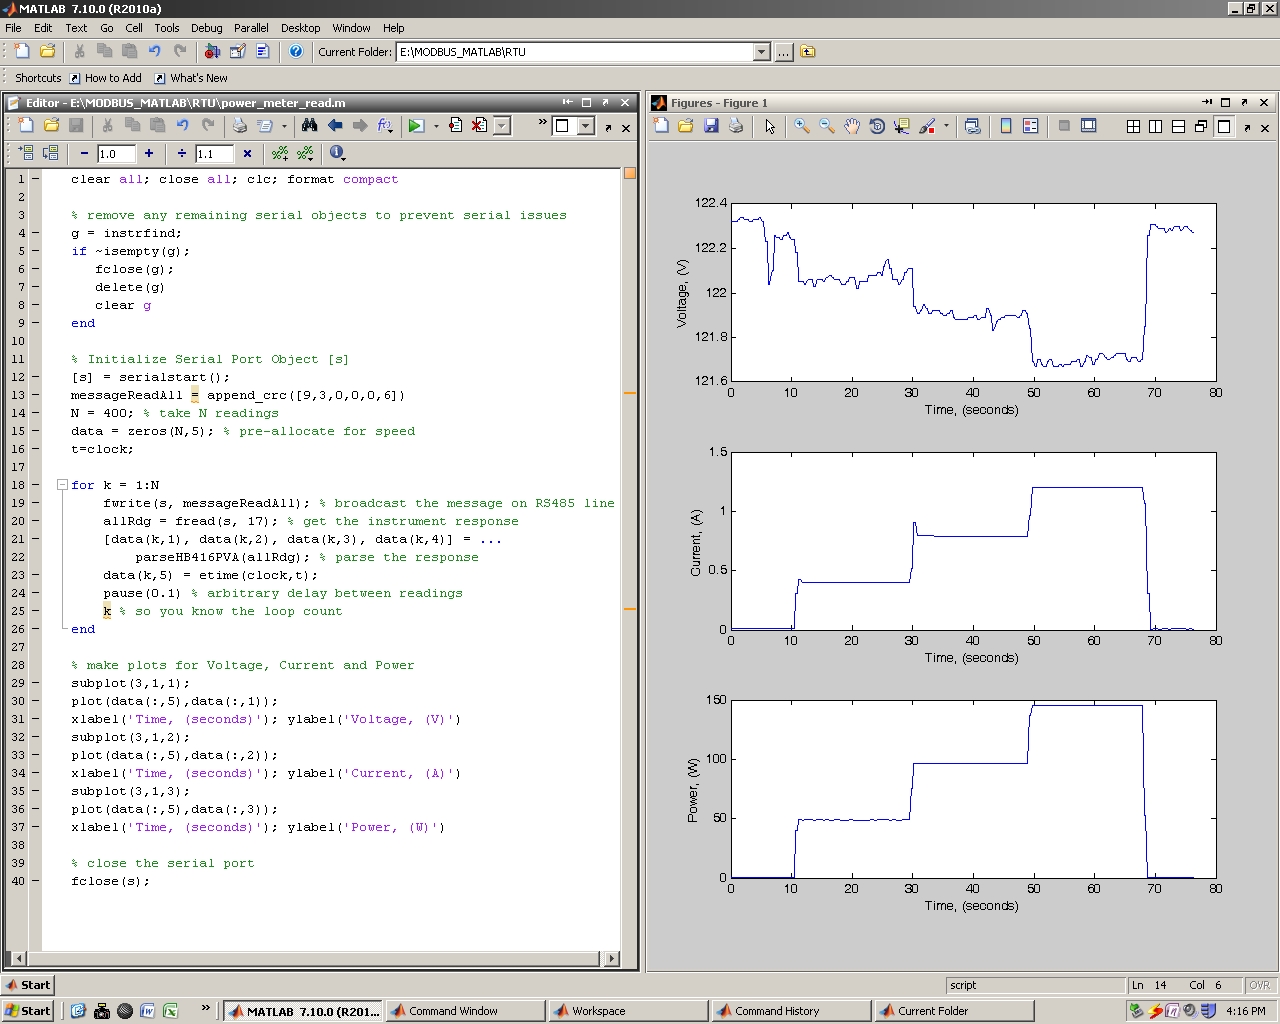 MATLAB 7.10.0 (R2010a)
File Edit Text Go Cell Tools Debug Parallel Desktop Window Help
Current Folder: E:\MODBUS_MATLAB\RTU
Shortcuts How to Add What's New
Editor - E:\MODBUS_MATLAB\RTU\power_meter_read.m
1.0 1.1
1 clear all; close all; clc; format compact
2
3 % remove any remaining serial objects to prevent serial issues
4 g = instrfind;
5 if ~isempty(g);
6 fclose(g);
7 delete(g)
8 clear g
9 end
10
11 % Initialize Serial Port Object [s]
12 [s] = serialstart();
13 messageReadAll = append_crc([9,3,0,0,0,6])
14 N = 400; % take N readings
15 data = zeros(N,5); % pre-allocate for speed
16 t=clock;
17
18 for k = 1:N
19 fwrite(s, messageReadAll); % broadcast the message on RS485 line
20 allRdg = fread(s, 17); % get the instrument response
21 [data(k,1), data(k,2), data(k,3), data(k,4)] = ...
22 parseHB416PVA(allRdg); % parse the response
23 data(k,5) = etime(clock,t);
24 pause(0.1) % arbitrary delay between readings
25 k % so you know the loop count
26 end
27
28 % make plots for Voltage, Current and Power
29 subplot(3,1,1);
30 plot(data(:,5),data(:,1));
31 xlabel('Time, (seconds)'); ylabel('Voltage, (V)')
32 subplot(3,1,2);
33 plot(data(:,5),data(:,2));
34 xlabel('Time, (seconds)'); ylabel('Current, (A)')
35 subplot(3,1,3);
36 plot(data(:,5),data(:,3));
37 xlabel('Time, (seconds)'); ylabel('Power, (W)')
38
39 % close the serial port
40 fclose(s);
Figures - Figure 1
Voltage, (V)
122.4
122.2
122
121.8
121.6
0 10 20 30 40 50 60 70 80
Time, (seconds)
Current, (A)
1.5
1
0.5
0
0 10 20 30 40 50 60 70 80
Time, (seconds)
Power, (W)
150
100
50
0
0 10 20 30 40 50 60 70 80
Time, (seconds)
Start
script Ln 14 Col 6 OVR
Start MATLAB 7.10.0 (R201... Command Window Workspace Command History Current Folder 4:16 PM